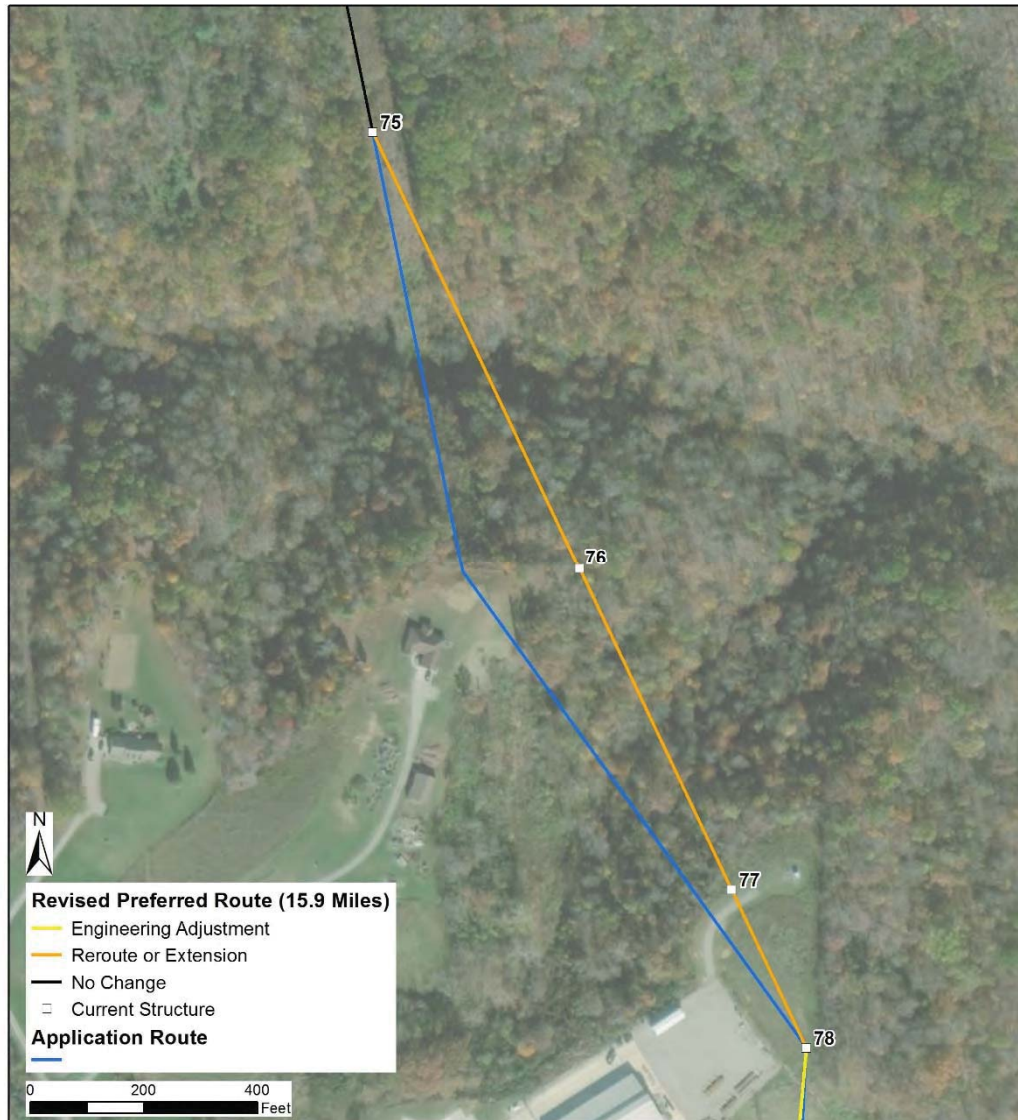 75
76
77
78
N
Revised Preferred Route (15.9 Miles)
Engineering Adjustment
Reroute or Extension
No Change
Current Structure
Application Route
0 200 400
Feet